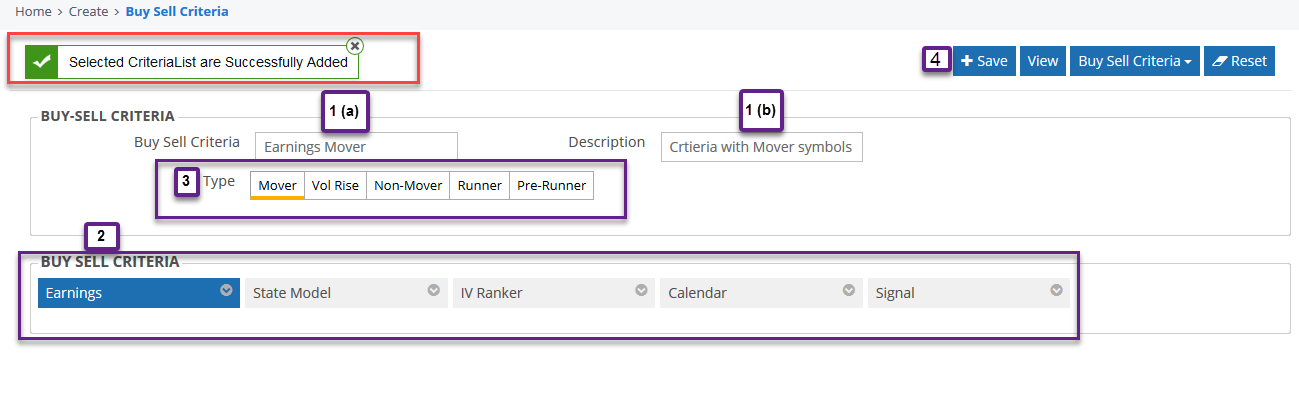 Home > Create > Buy Sell Criteria
Selected CriteriaList are Successfully Added
4 Save View Buy Sell Criteria Reset
1 (a) 1 (b)
BUY-SELL CRITERIA
Buy Sell Criteria Earnings Mover Description Crtieria with Mover symbols
3 Type Mover Vol Rise Non-Mover Runner Pre-Runner
2
BUY SELL CRITERIA
Earnings State Model IV Ranker Calendar Signal